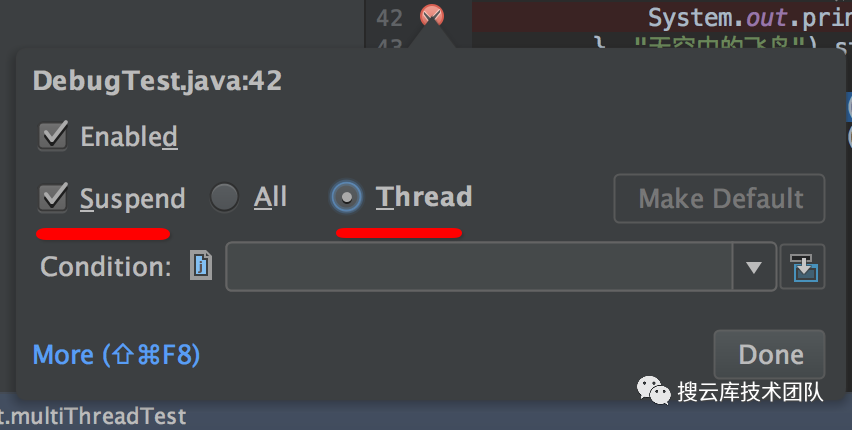 42 System.out.prin
43 } "天空中的飞鸟") st
DebugTest.java:42
Enabled
Suspend All Thread Make Default
Condition:
More (⇧⌘F8) Done
搜云库技术团队
t.multiThreadTest